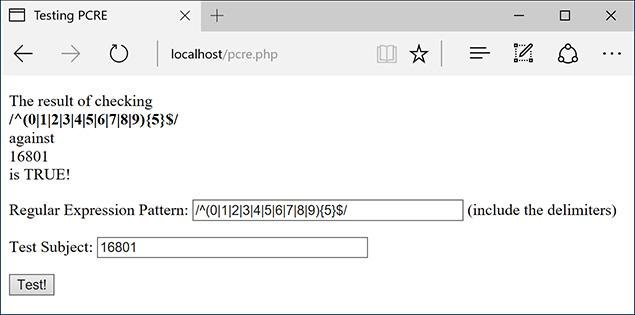 Testing PCRE
localhost/pcre.php
The result of checking
/^(0|1|2|3|4|5|6|7|8|9){5}$/
against
16801
is TRUE!
Regular Expression Pattern: /^(0|1|2|3|4|5|6|7|8|9){5}$/ (include the delimiters)
Test Subject: 16801
Test!